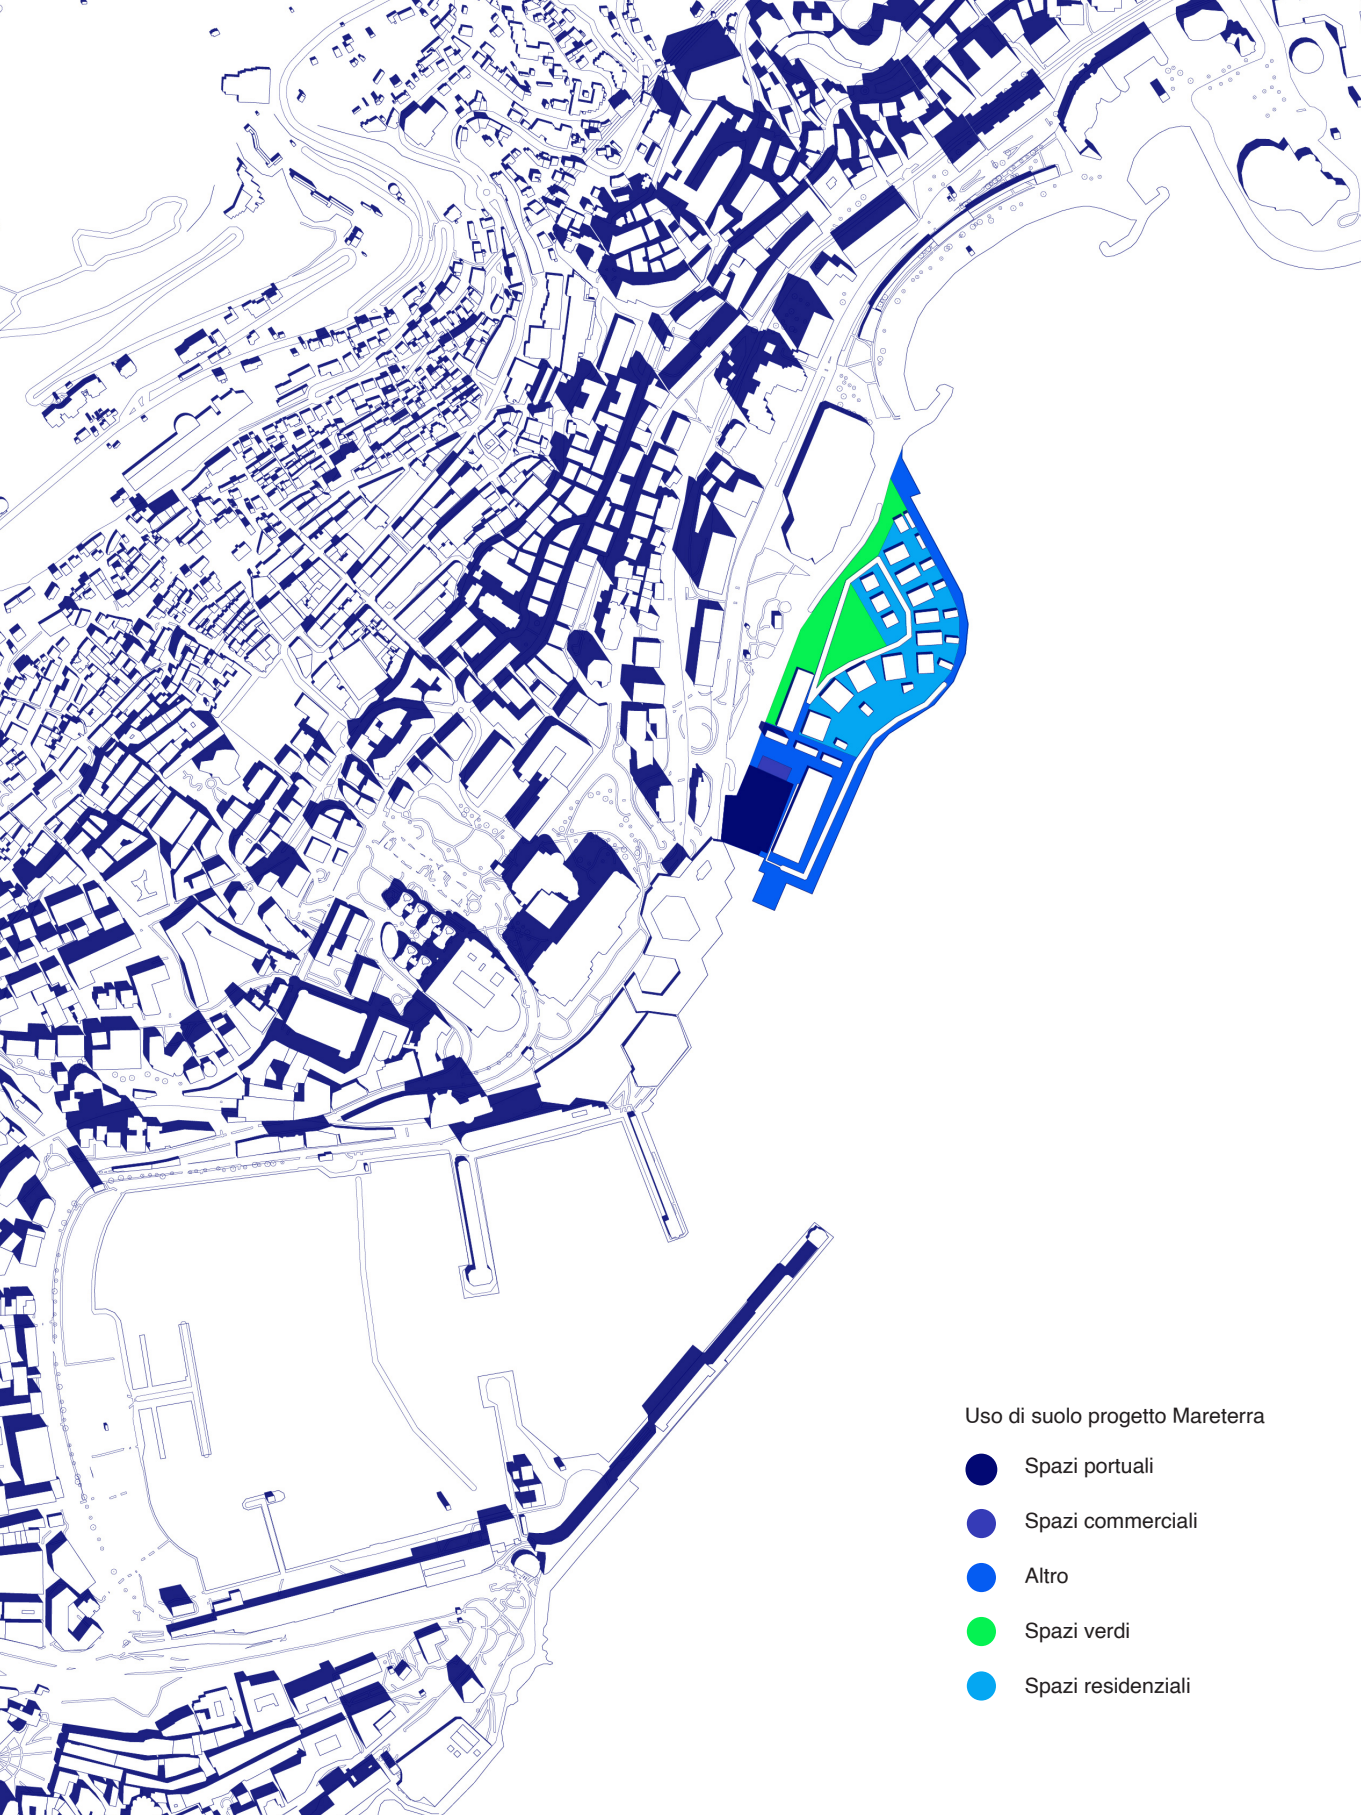 Uso di suolo progetto Mareterra
Spazi portuali
Spazi commerciali
Altro
Spazi verdi
Spazi residenziali